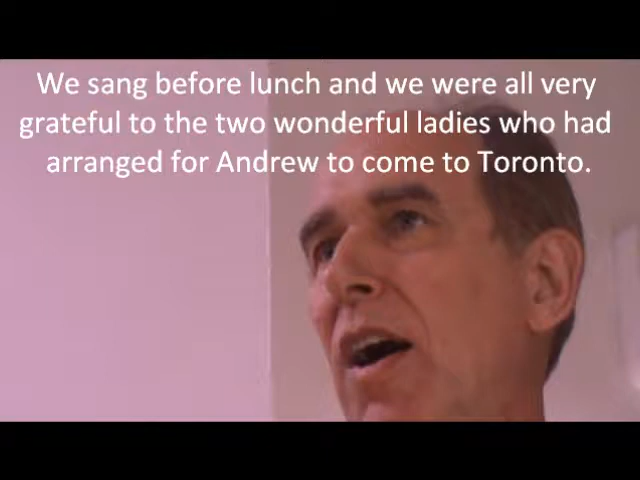 We sang before lunch and we were all very
grateful to the two wonderful ladies who had
arranged for Andrew to come to Toronto.